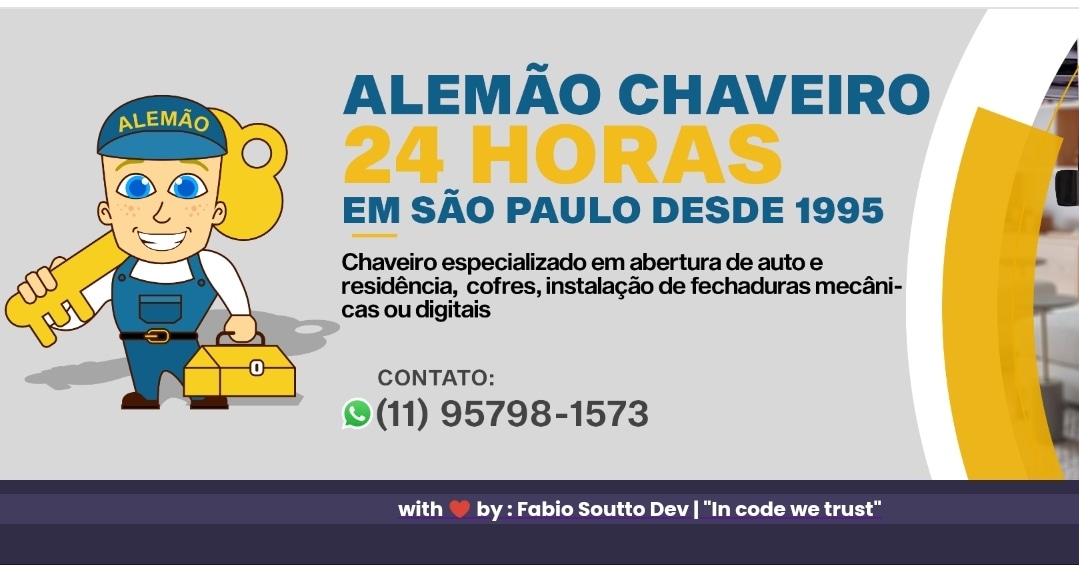 ALEMÃO
ALEMÃO CHAVEIRO
24 HORAS
EM SÃO PAULO DESDE 1995
Chaveiro especializado em abertura de auto e
residência, cofres, instalação de fechaduras mecâni-
cas ou digitais
CONTATO:
(11) 95798-1573
with ❤️ by : Fabio Soutto Dev | "In code we trust"